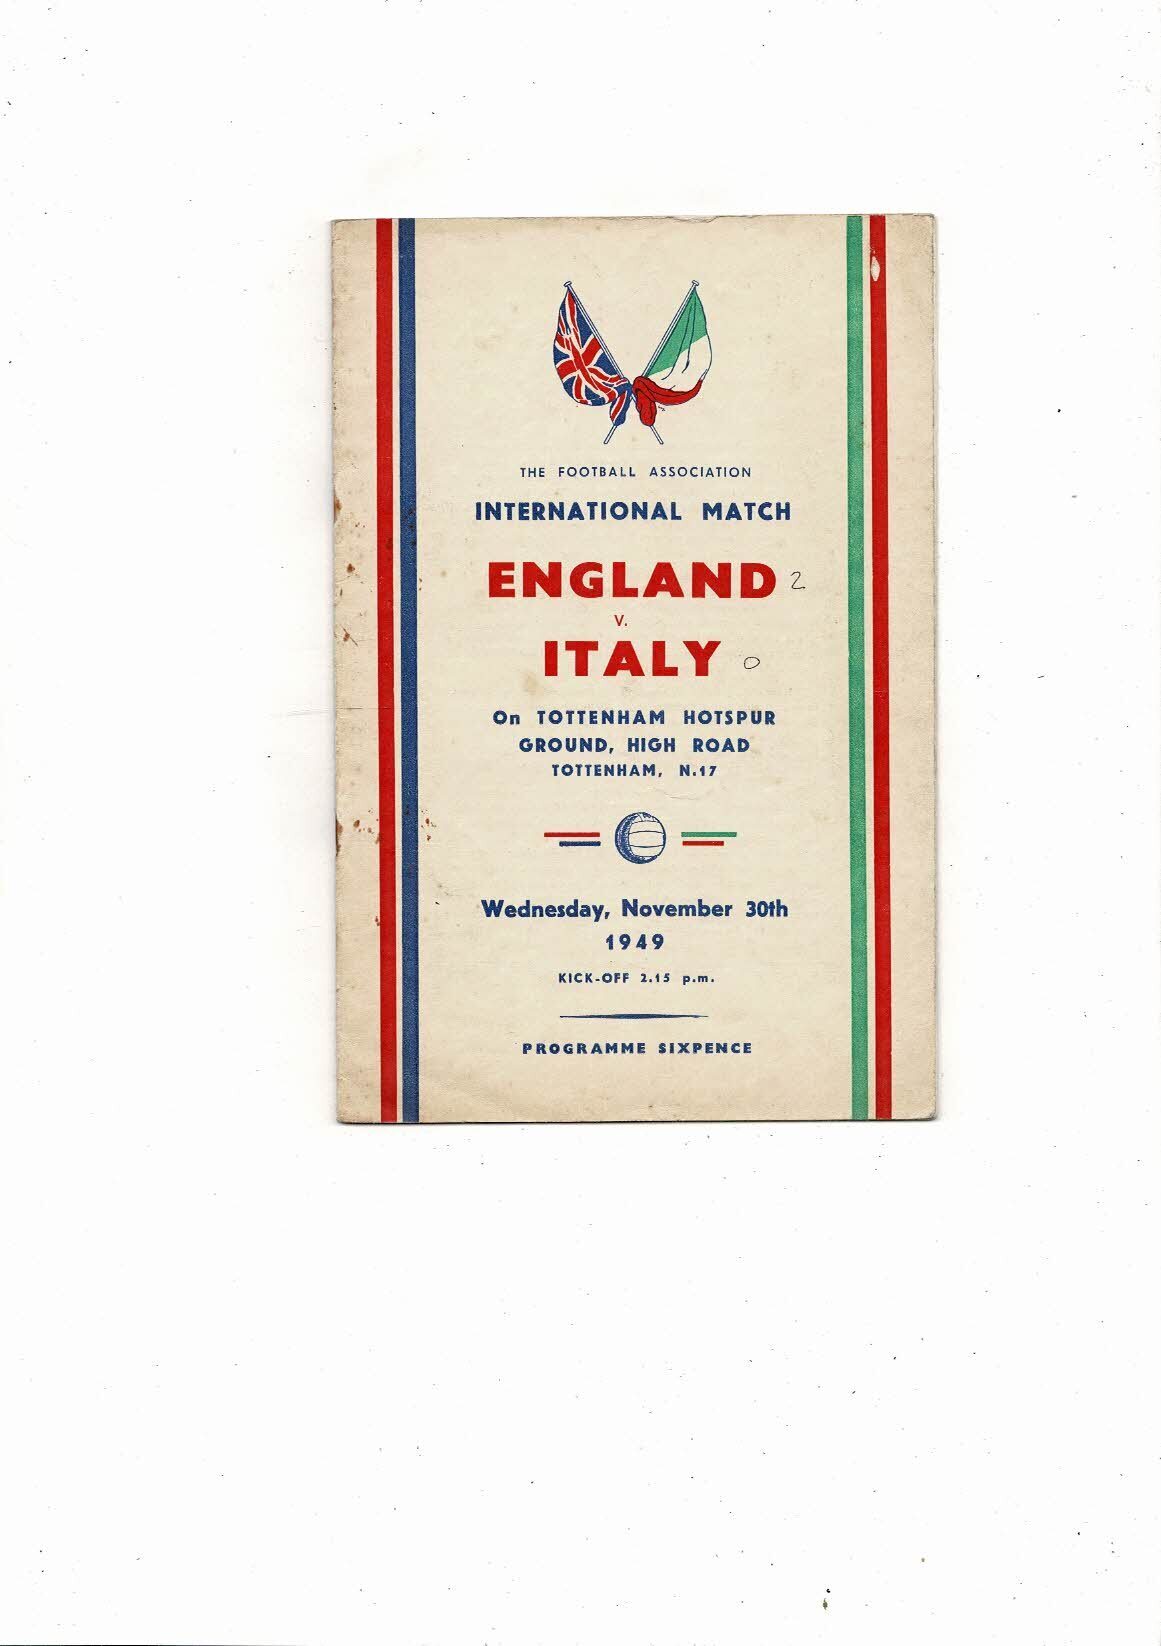 THE FOOTBALL ASSOCIATION
INTERNATIONAL MATCH
ENGLAND 2
V.
ITALY 0
On TOTTENHAM HOTSPUR
GROUND, HIGH ROAD
TOTTENHAM, N.17
Wednesday, November 30th
1949
KICK-OFF 2.15 p.m.
PROGRAMME SIXPENCE